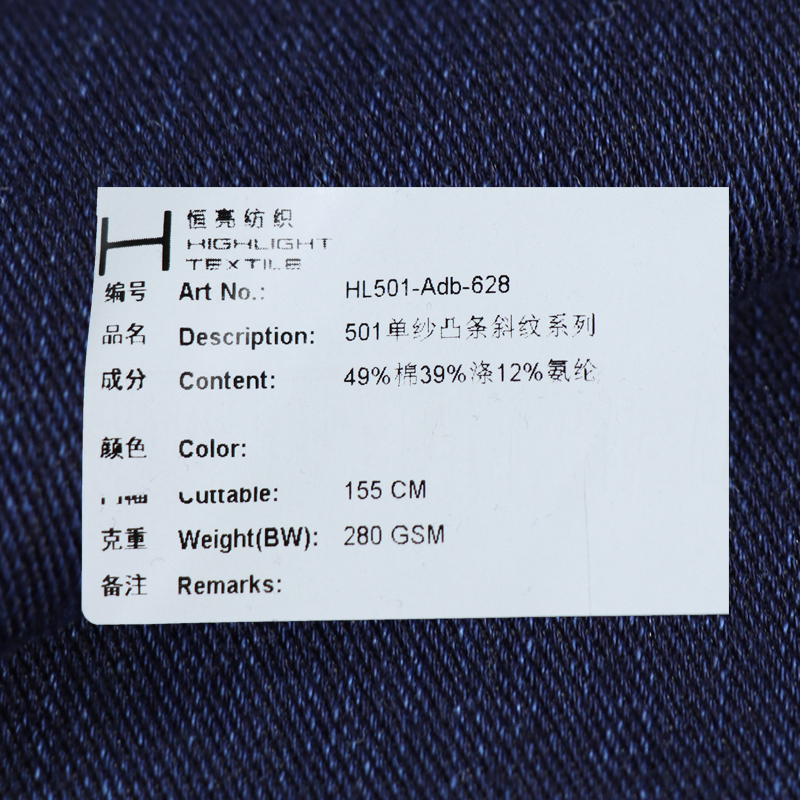 恒亮纺织
HIGHLIGHT
TEXTILE
编号 Art No.: HL501-Adb-628
品名 Description: 501单纱凸条斜纹系列
成分 Content: 49%棉39%涤12%氨纶
颜色 Color:
门幅 Cuttable: 155 CM
克重 Weight(BW): 280 GSM
备注 Remarks: